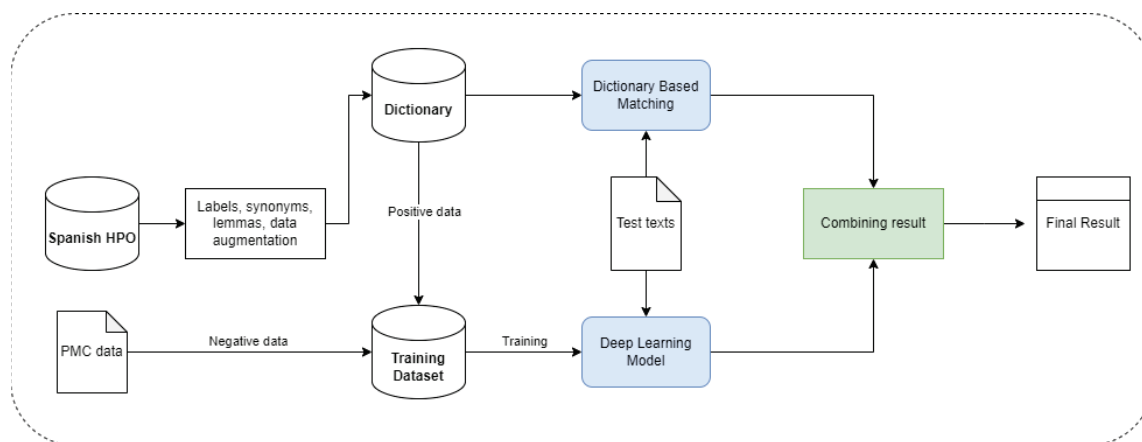 Dictionary
Dictionary Based
Matching
Spanish HPO
Labels, synonyms,
lemmas, data
augmentation
Positive data
Test texts
Combining result
Final Result
PMC data
Negative data
Training
Dataset
Training
Deep Learning
Model